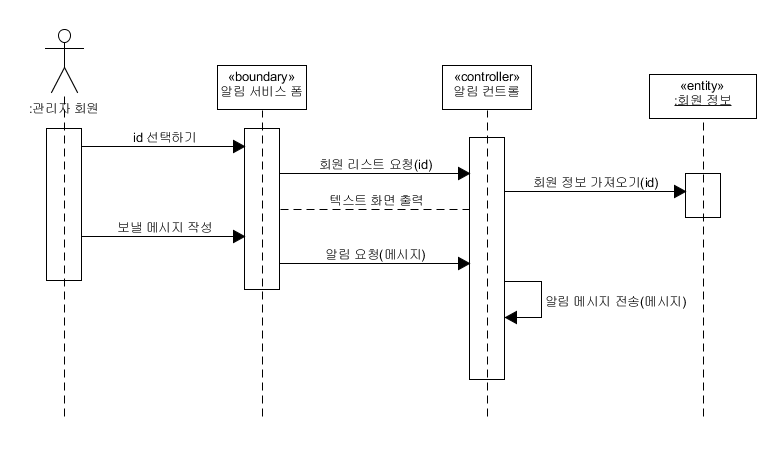 «boundary»
알림 서비스 폼
«controller»
알림 컨트롤
«entity»
:회원 정보
:관리자 회원
id 선택하기
회원 리스트 요청(id)
회원 정보 가져오기(id)
텍스트 화면 출력
보낼 메시지 작성
알림 요청(메시지)
알림 메시지 전송(메시지)